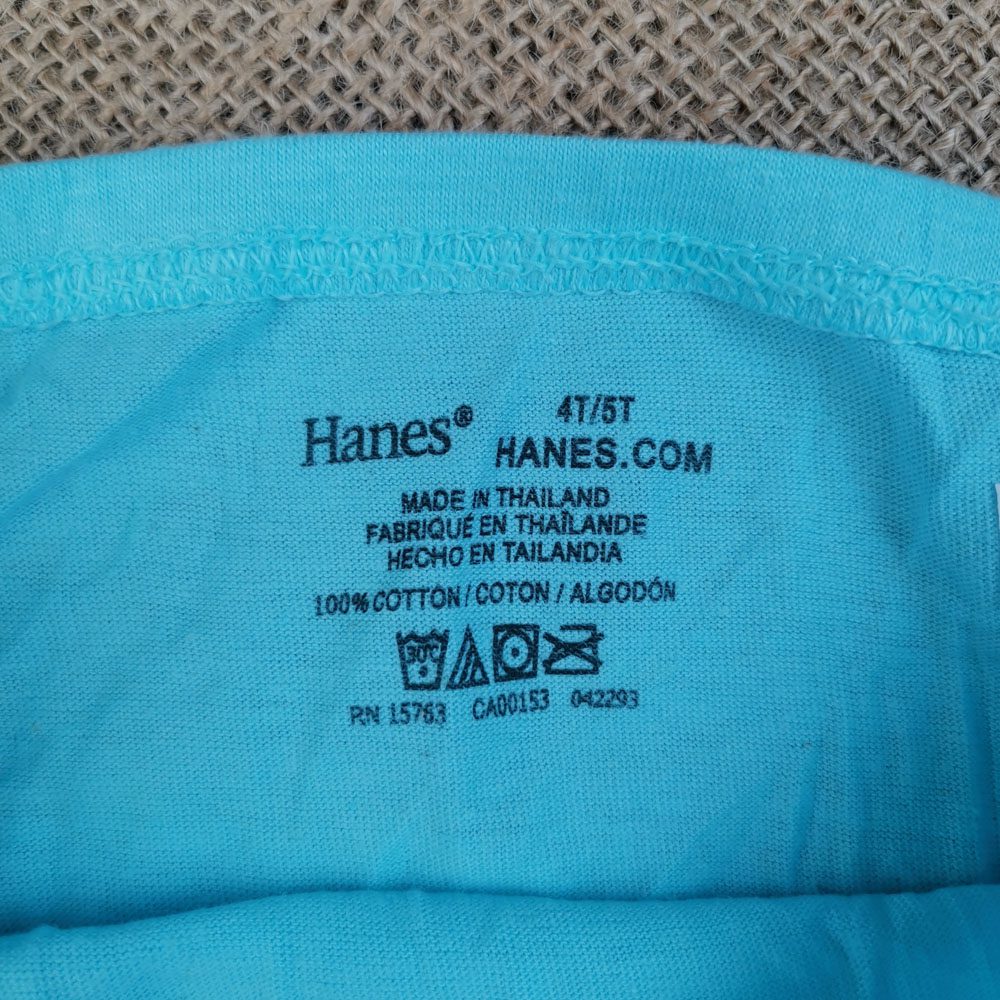 Hanes® 4T/5T
HANES.COM
MADE IN THAILAND
FABRIQUÉ EN THAÏLANDE
HECHO EN TAILANDIA
100% COTTON / COTON / ALGODÓN
30°C
RN 15763 CA00153 042293